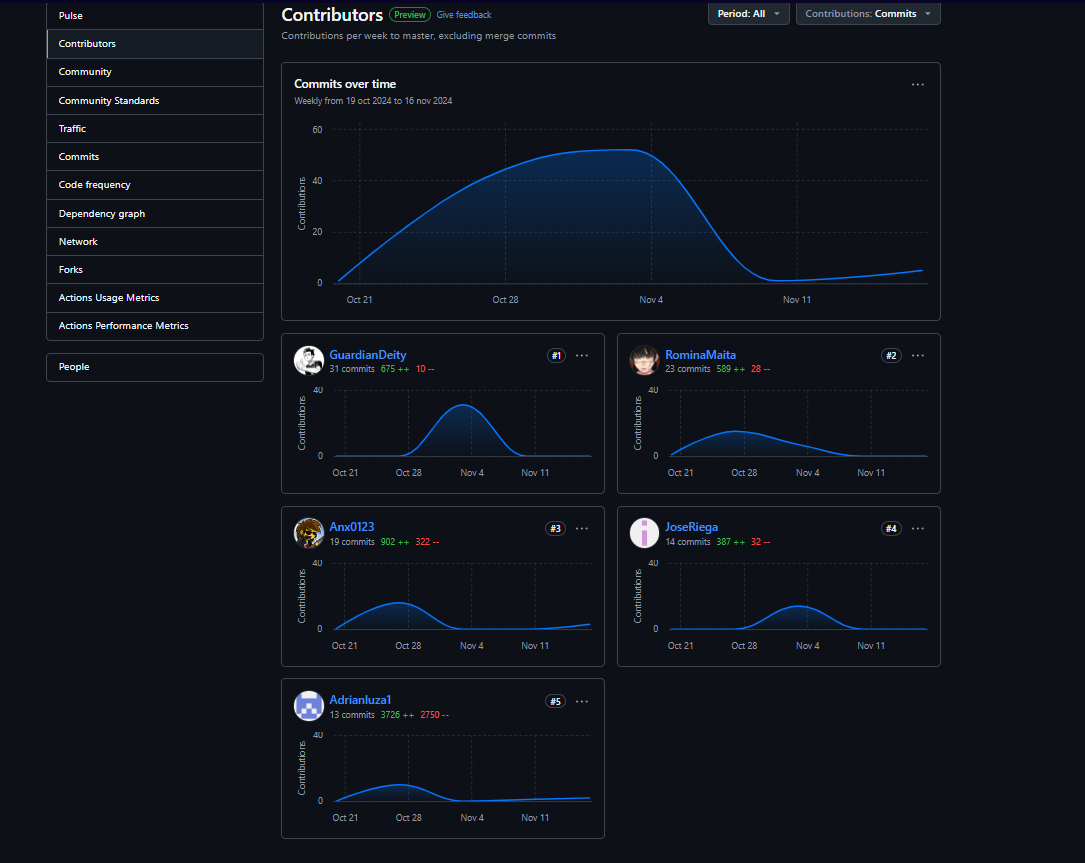 Pulse
Contributors
Community
Community Standards
Traffic
Commits
Code frequency
Dependency graph
Network
Forks
Actions Usage Metrics
Actions Performance Metrics
People
Contributors Preview Give feedback
Period: All
Contributions: Commits
Contributions per week to master, excluding merge commits
Commits over time
Weekly from 19 oct 2024 to 16 nov 2024
Contributions
60
40
20
0
Oct 21 Oct 28 Nov 4 Nov 11
GuardianDeity #1
31 commits 675 ++ 10 --
Contributions
40
0
Oct 21 Oct 28 Nov 4 Nov 11
RominaMaita #2
23 commits 589 ++ 28 --
Contributions
40
0
Oct 21 Oct 28 Nov 4 Nov 11
Anx0123 #3
19 commits 902 ++ 322 --
Contributions
40
0
Oct 21 Oct 28 Nov 4 Nov 11
JoseRiega #4
14 commits 387 ++ 32 --
Contributions
40
0
Oct 21 Oct 28 Nov 4 Nov 11
Adrianluza1 #5
13 commits 3726 ++ 2750 --
Contributions
40
0
Oct 21 Oct 28 Nov 4 Nov 11